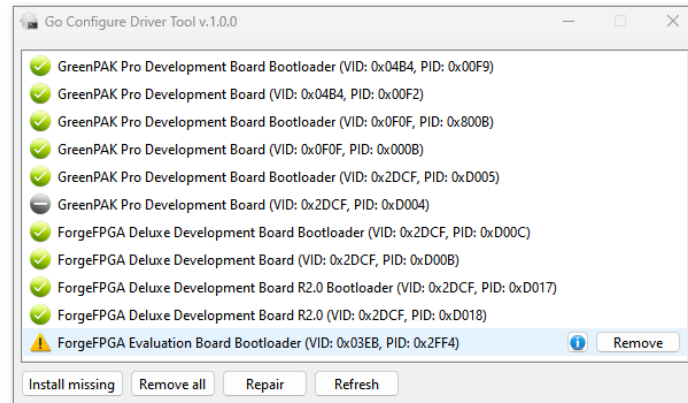 Go Configure Driver Tool v.1.0.0
GreenPAK Pro Development Board Bootloader (VID: 0x04B4, PID: 0x00F9)
GreenPAK Pro Development Board (VID: 0x04B4, PID: 0x00F2)
GreenPAK Pro Development Board Bootloader (VID: 0x0F0F, PID: 0x800B)
GreenPAK Pro Development Board (VID: 0x0F0F, PID: 0x000B)
GreenPAK Pro Development Board Bootloader (VID: 0x2DCF, PID: 0xD005)
GreenPAK Pro Development Board (VID: 0x2DCF, PID: 0xD004)
ForgeFPGA Deluxe Development Board Bootloader (VID: 0x2DCF, PID: 0xD00C)
ForgeFPGA Deluxe Development Board (VID: 0x2DCF, PID: 0xD00B)
ForgeFPGA Deluxe Development Board R2.0 Bootloader (VID: 0x2DCF, PID: 0xD017)
ForgeFPGA Deluxe Development Board R2.0 (VID: 0x2DCF, PID: 0xD018)
ForgeFPGA Evaluation Board Bootloader (VID: 0x03EB, PID: 0x2FF4) Remove
Install missing Remove all Repair Refresh